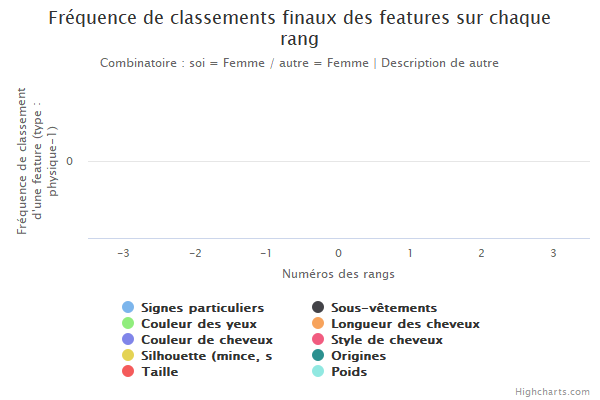 Fréquence de classements finaux des features sur chaque
rang
Combinatoire : soi = Femme / autre = Femme | Description de autre
Fréquence de classement
d'une feature (type :
physique-1)
0
-3 -2 -1 0 1 2 3
Numéros des rangs
Signes particuliers
Sous-vêtements
Couleur des yeux
Longueur des cheveux
Couleur de cheveux
Style de cheveux
Silhouette (mince, s
Origines
Taille
Poids
Highcharts.com